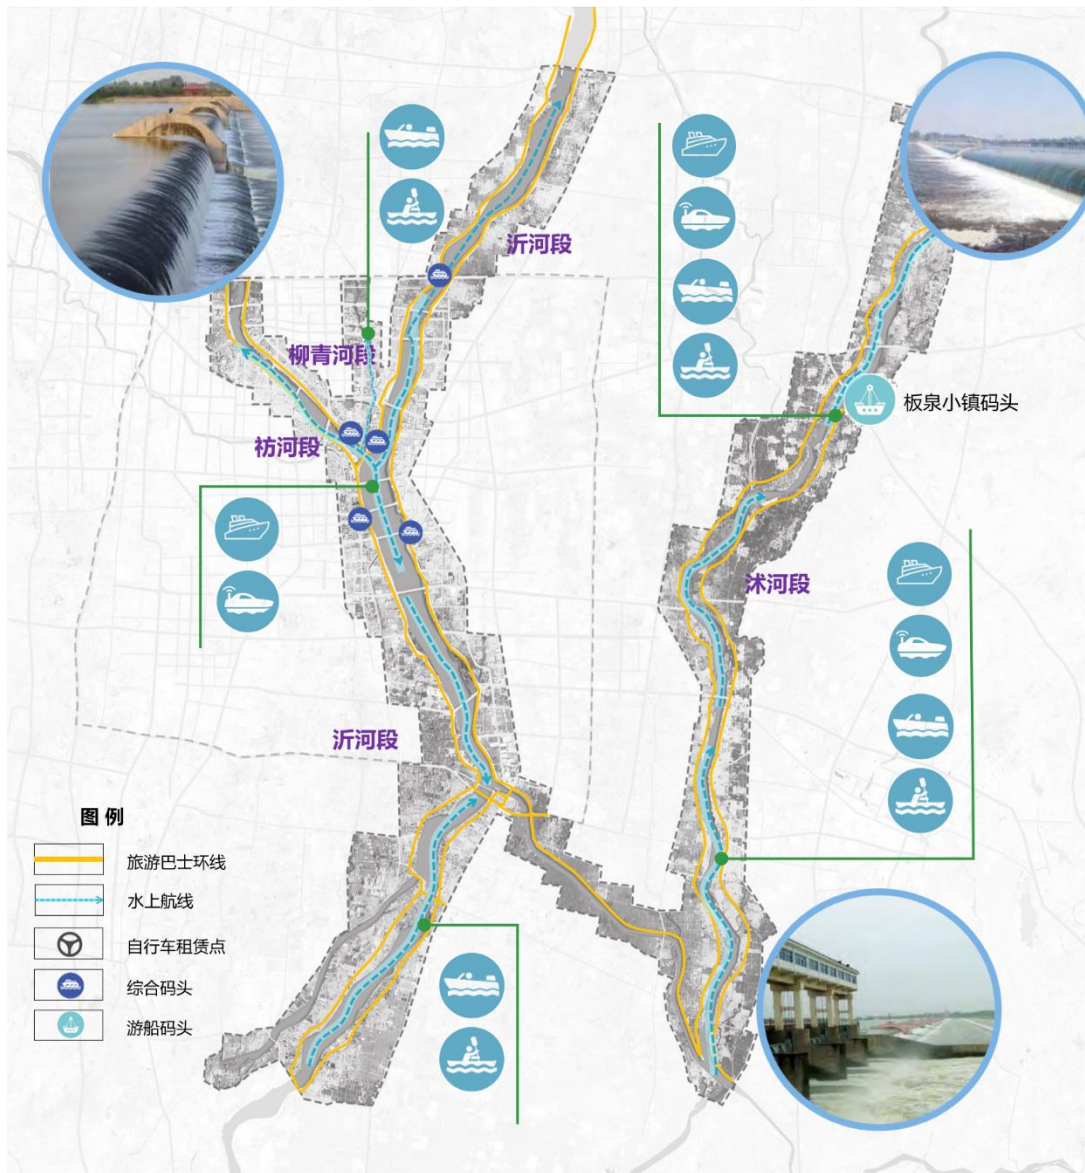 沂河段
柳青河段
板泉小镇码头
祊河段
沭河段
沂河段
图 例
旅游巴士环线
水上航线
自行车租赁点
综合码头
游船码头